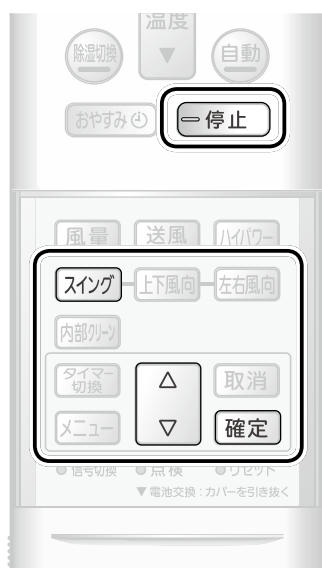 温度
除湿切換 ▼ 自動
おやすみ 停止
風量 送風 ハイパワー
スイング 上下風向 左右風向
内部クリーン
タイマー切換 △ 取消
メニュー ▽ 確定
信号切換 点検 リセット
▼電池交換:カバーを引き抜く